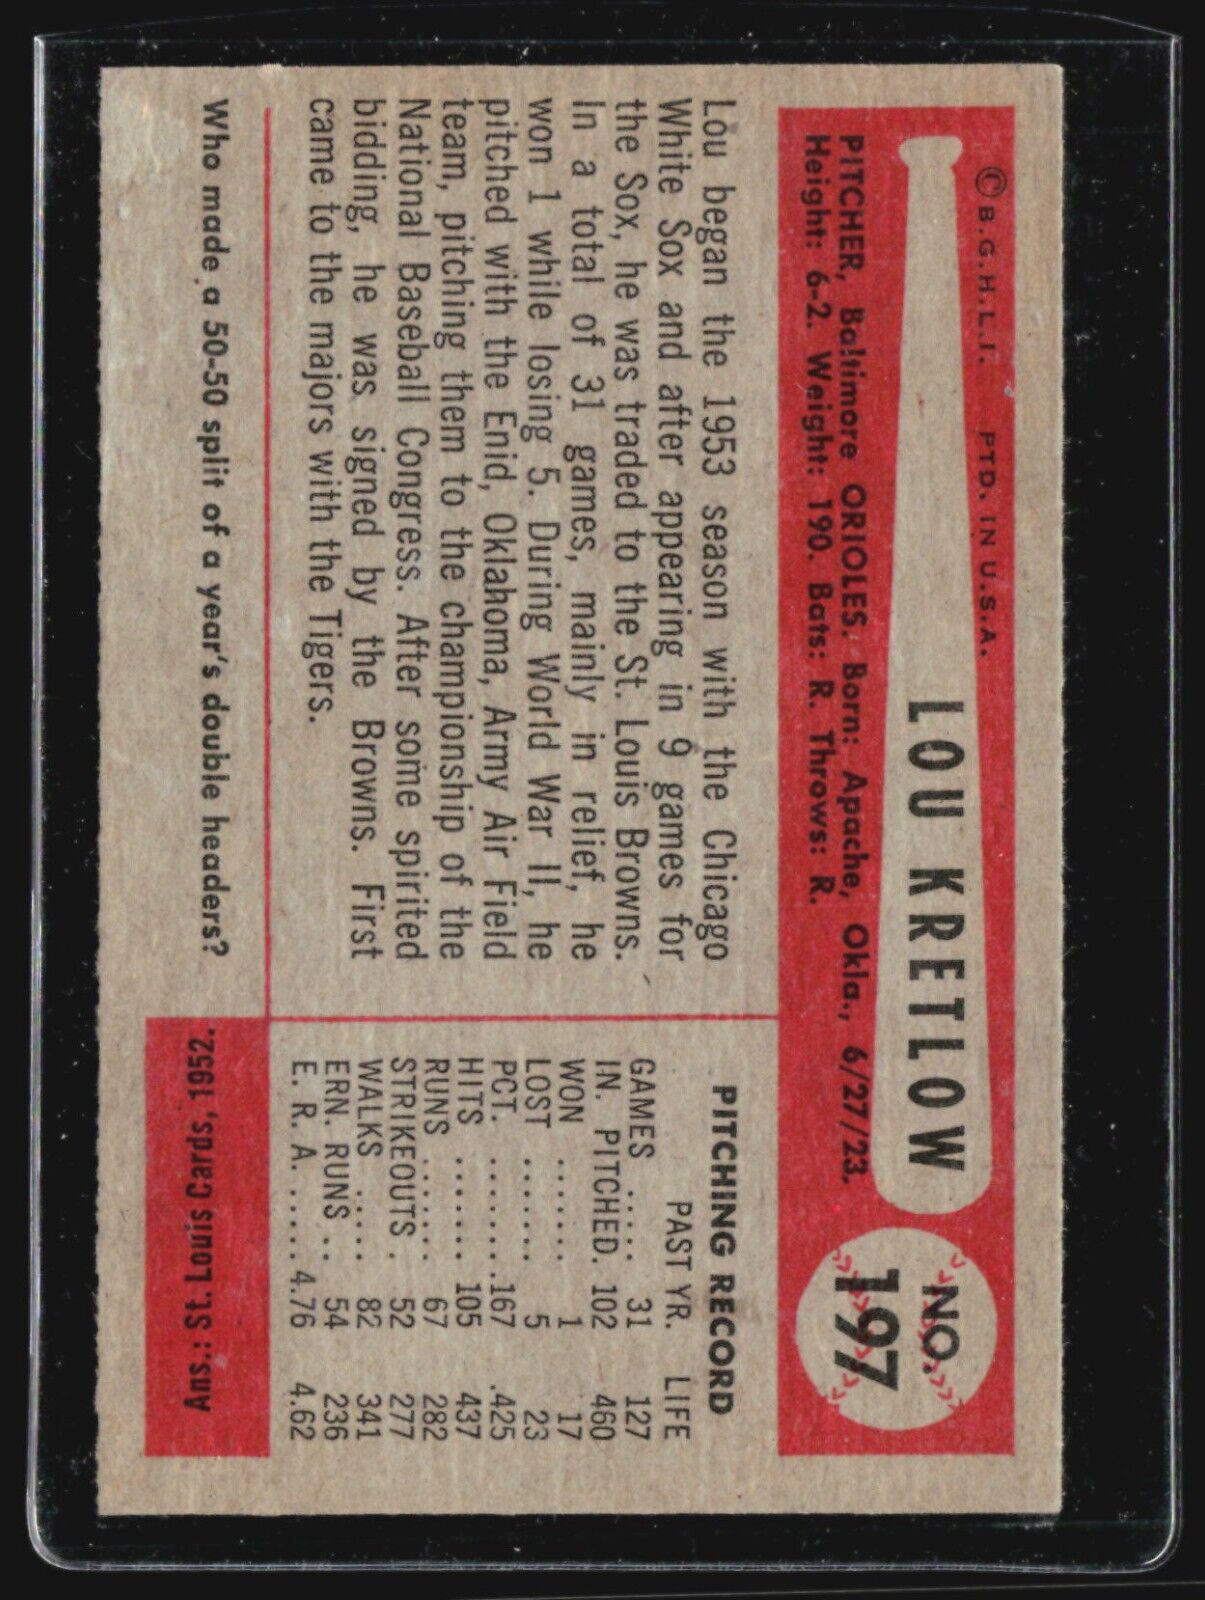 © B.G.H.L.I. PTD. IN U.S.A.
LOU KRETLOW
NO.
197
PITCHER, Baltimore ORIOLES. Born: Apache, Okla., 6/27/23.
Height: 6-2. Weight: 190. Bats: R. Throws: R.
Lou began the 1953 season with the Chicago
White Sox and after appearing in 9 games for
the Sox, he was traded to the St. Louis Browns.
In a total of 31 games, mainly in relief, he
won 1 while losing 5. During World War II, he
pitched with the Enid, Oklahoma, Army Air Field
team, pitching them to the championship of the
National Baseball Congress. After some spirited
bidding, he was signed by the Browns. First
came to the majors with the Tigers.
PITCHING RECORD
PAST YR. LIFE
GAMES ..... 31 127
IN. PITCHED. 102 460
WON ....... 1 17
LOST ....... 5 23
PCT. .......167 .425
HITS ....... 105 437
RUNS ...... 67 282
STRIKEOUTS . 52 277
WALKS ..... 82 341
ERN. RUNS .. 54 236
E. R. A. ..... 4.76 4.62
Who made a 50-50 split of a year's double headers?
Ans.: St. Louis Cards, 1952.